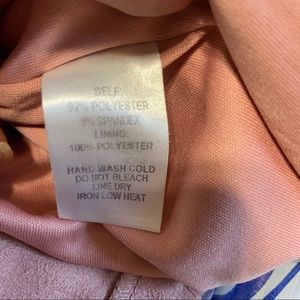 SELF:
92% POLYESTER
8% SPANDEX
LINING:
100% POLYESTER
HAND WASH COLD
DO NOT BLEACH
LINE DRY
IRON LOW HEAT